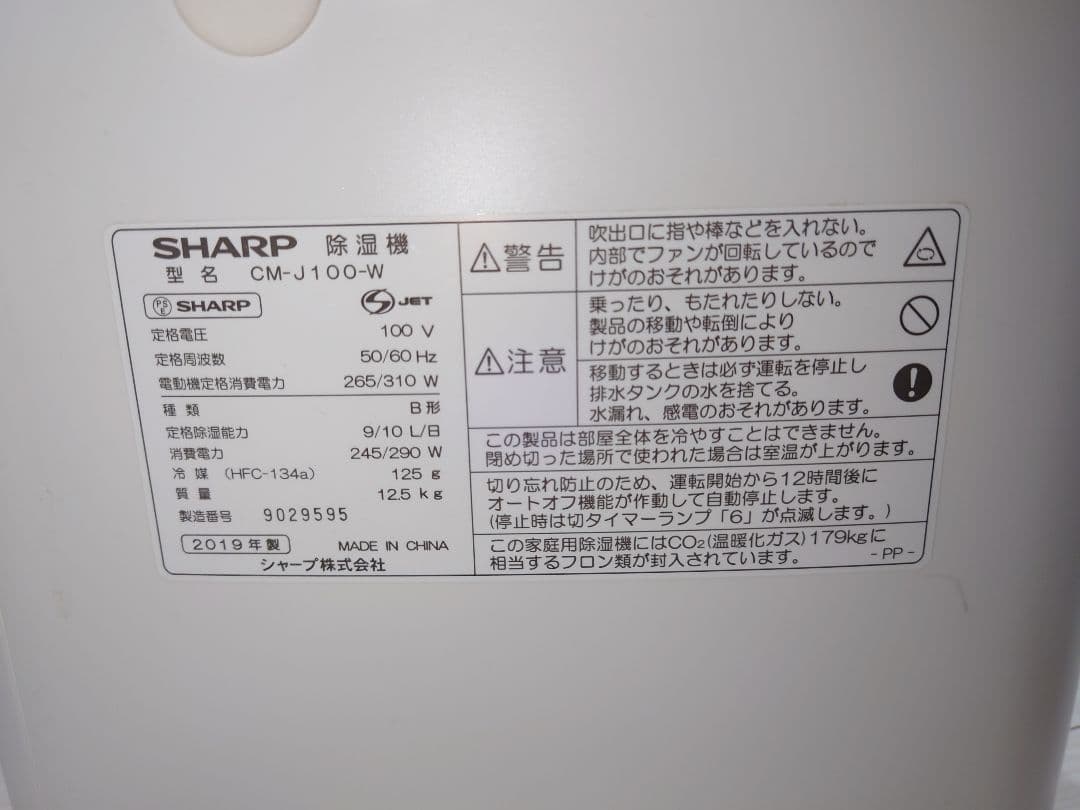 SHARP 除湿機
型名 CM-J100-W
PS E SHARP S JET
定格電圧 100 V
定格周波数 50/60 Hz
電動機定格消費電力 265/310 W
種類 B形
定格除湿能力 9/10 L/日
消費電力 245/290 W
冷媒 (HFC-134a) 125 g
質量 12.5 kg
製造番号 9029595
2019年製 MADE IN CHINA
シャープ株式会社
警告
吹出口に指や棒などを入れない。
内部でファンが回転しているので
けがのおそれがあります。
注意
乗ったり、もたれたりしない。
製品の移動や転倒により
けがのおそれがあります。
移動するときは必ず運転を停止し
排水タンクの水を捨てる。
水漏れ、感電のおそれがあります。
この製品は部屋全体を冷やすことはできません。
閉め切った場所で使われた場合は室温が上がります。
切り忘れ防止のため、運転開始から12時間後に
オートオフ機能が作動して自動停止します。
(停止時は切タイマーランプ「6」が点滅します。)
この家庭用除湿機にはCO₂(温暖化ガス)179kgに
相当するフロン類が封入されています。 -PP-